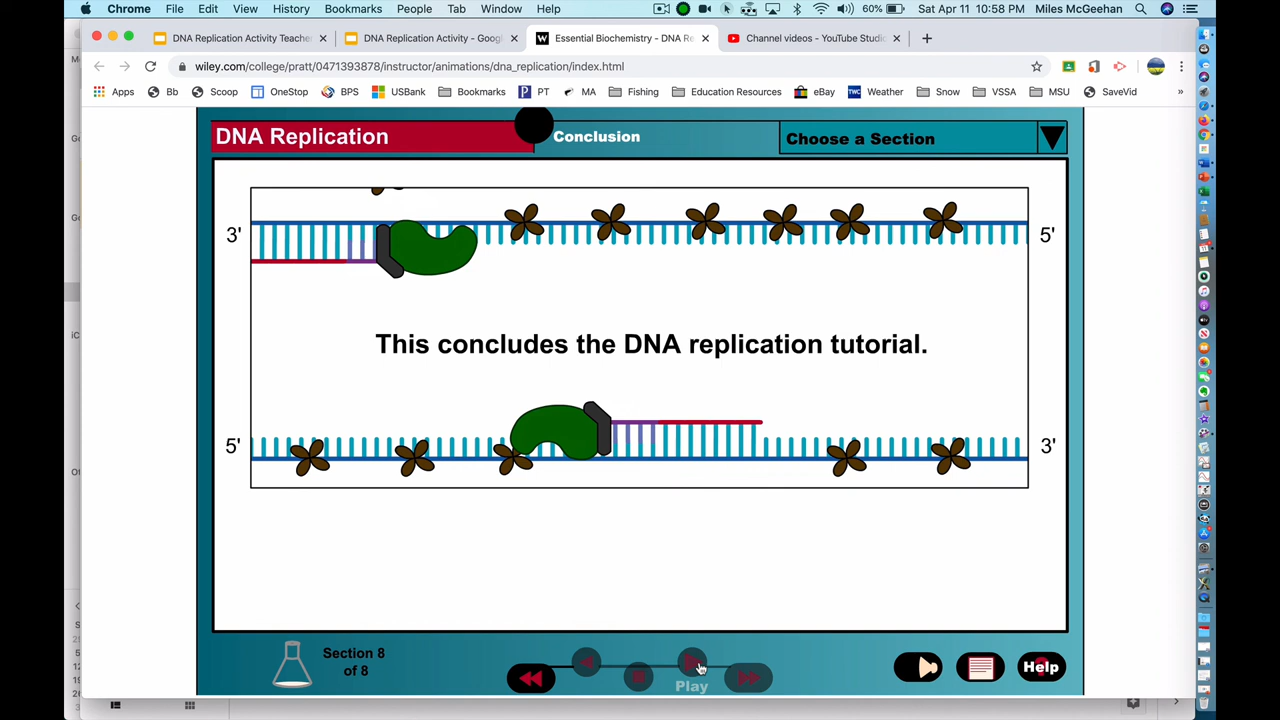 Chrome File Edit View History Bookmarks People Tab Window Help 60% Sat Apr 11 10:58 PM Miles McGeehan
DNA Replication Activity Teache DNA Replication Activity - Goog Essential Biochemistry - DNA R Channel videos - YouTube Studi
wiley.com/college/pratt/0471393878/instructor/animations/dna_replication/index.html
Apps Bb Scoop OneStop BPS USBank Bookmarks PT MA Fishing Education Resources eBay Weather Snow VSSA MSU SaveVid »
DNA Replication Conclusion Choose a Section
3' 5'
This concludes the DNA replication tutorial.
5' 3'
Section 8
of 8
Play
Help